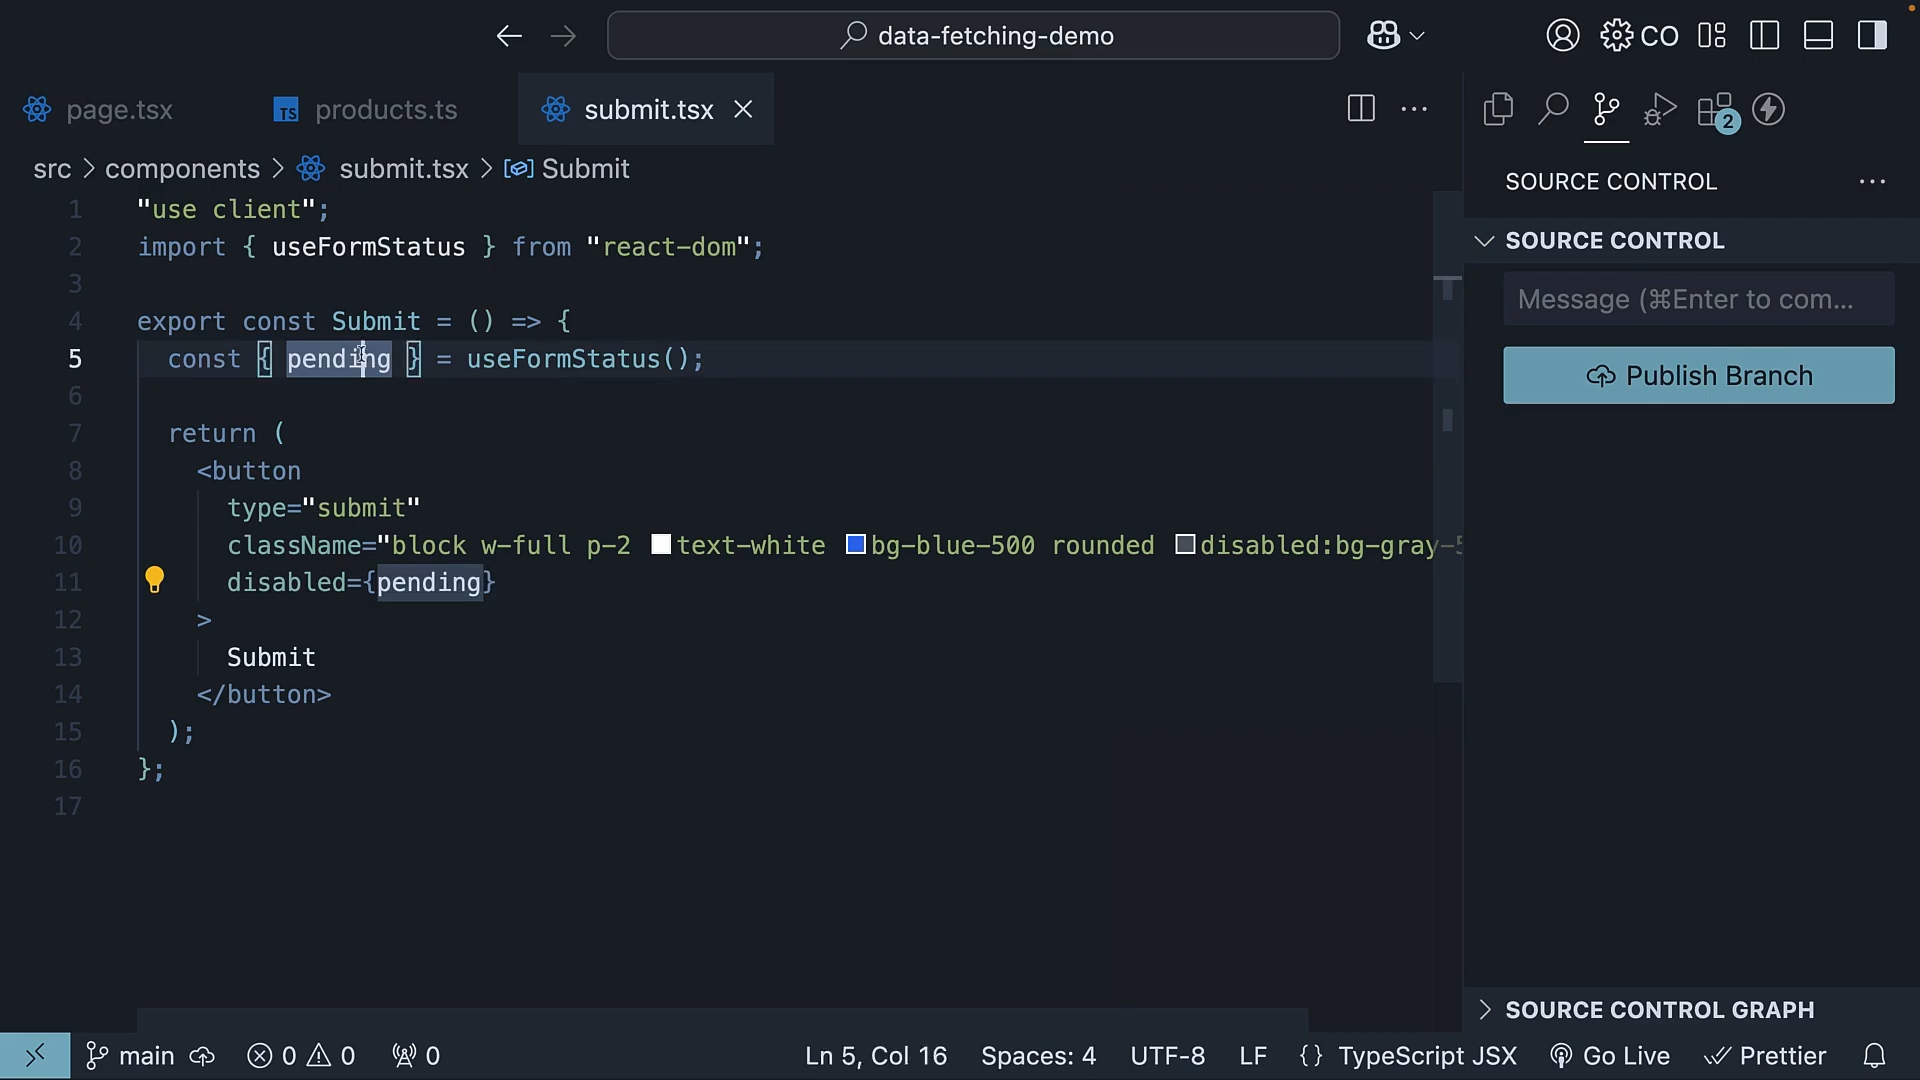 data-fetching-demo
CO
page.tsx
TS products.ts
submit.tsx
2
src > components > submit.tsx > Submit
SOURCE CONTROL
SOURCE CONTROL
Message (⌘Enter to com...
Publish Branch
1 "use client";
2 import { useFormStatus } from "react-dom";
3
4 export const Submit = () => {
5 const { pending } = useFormStatus();
6
7 return (
8 <button
9 type="submit"
10 className="block w-full p-2 text-white bg-blue-500 rounded disabled:bg-gray-5
11 disabled={pending}
12 >
13 Submit
14 </button>
15 );
16 };
17
SOURCE CONTROL GRAPH
main
0 0
0
Ln 5, Col 16
Spaces: 4
UTF-8
LF
{} TypeScript JSX
Go Live
Prettier